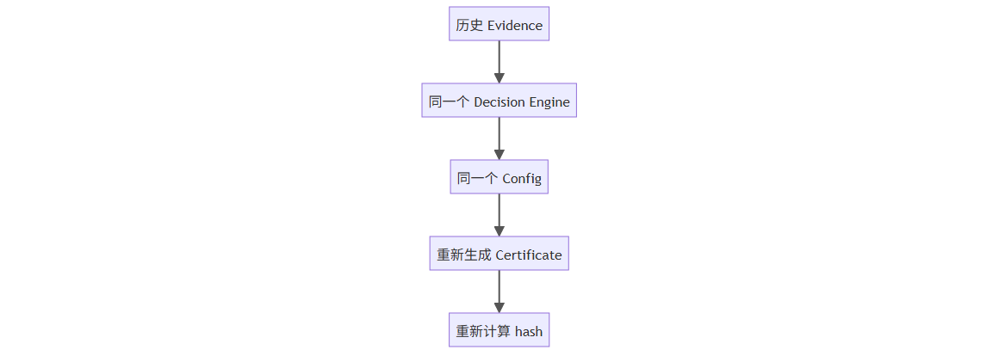 历史 Evidence
同一个 Decision Engine
同一个 Config
重新生成 Certificate
重新计算 hash